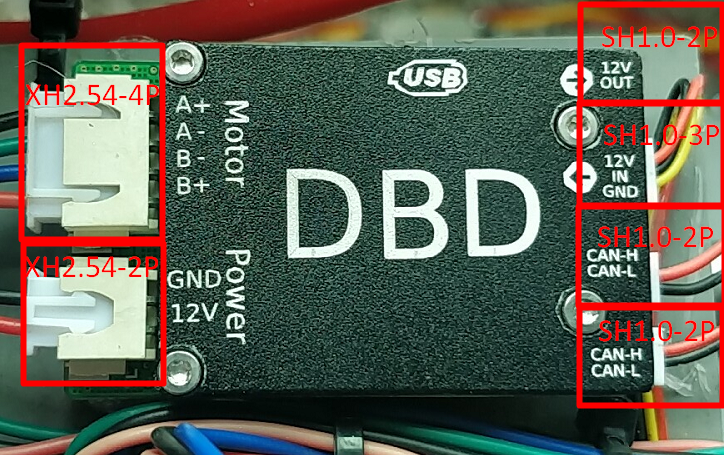 XH2.54-4P
A+
A-
B-
B+
Motor
XH2.54-2P
GND
12V
Power
USB
DBD
SH1.0-2P
12V
OUT
SH1.0-3P
12V
IN
GND
SH1.0-2P
CAN-H
CAN-L
SH1.0-2P
CAN-H
CAN-L